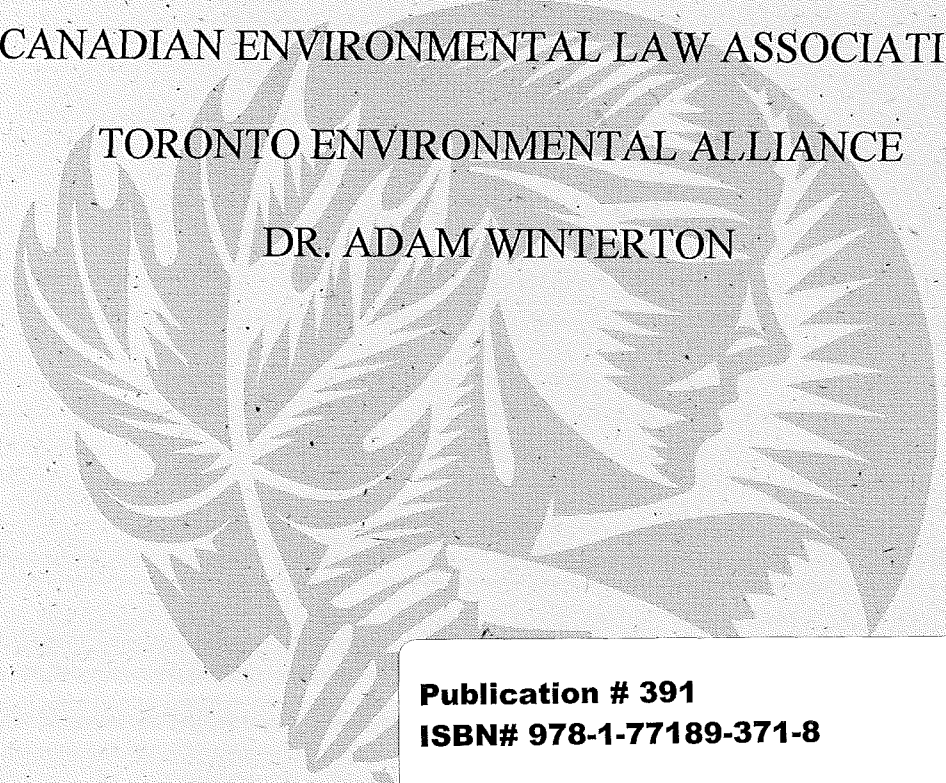 CANADIAN ENVIRONMENTAL LAW ASSOCIATI
TORONTO ENVIRONMENTAL ALLIANCE
DR. ADAM WINTERTON
Publication # 391
ISBN# 978-1-77189-371-8